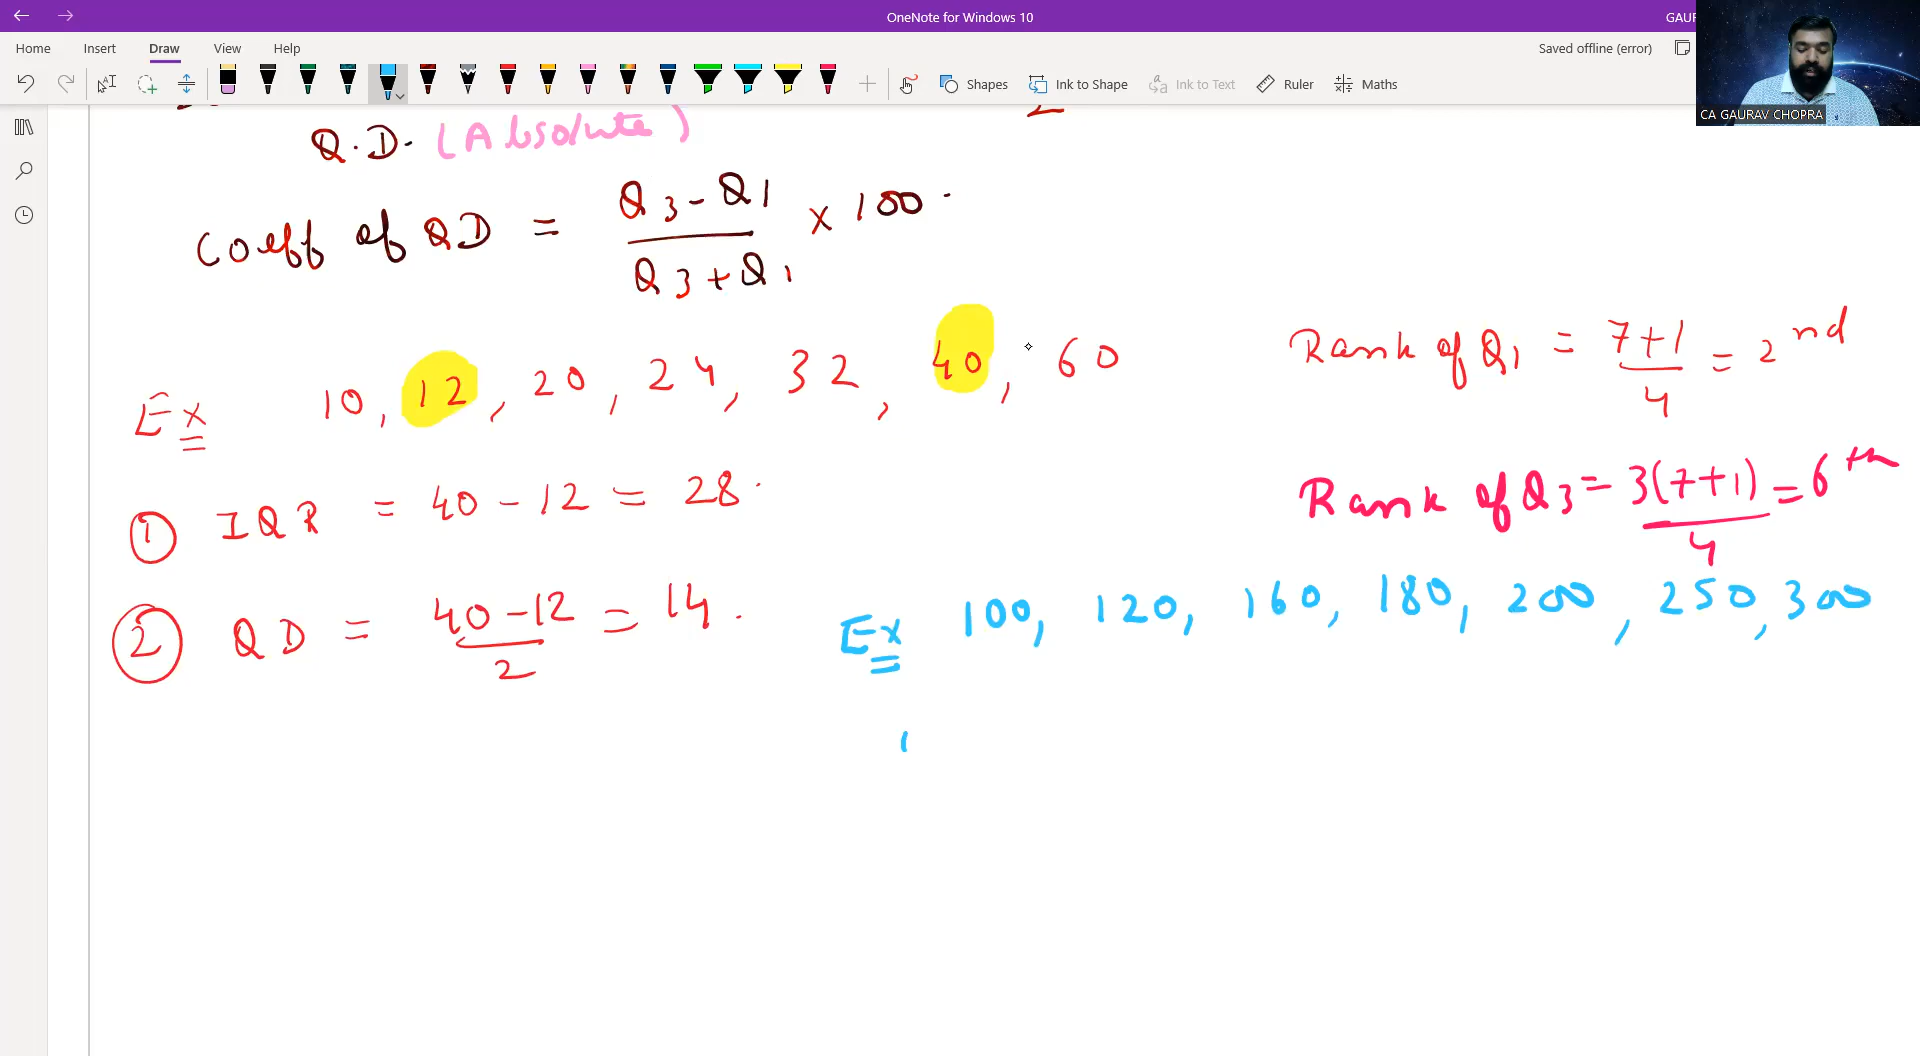 OneNote for Windows 10
GAUR
Home Insert Draw View Help
Saved offline (error)
Shapes Ink to Shape Ink to Text Ruler Maths
CA GAURAV CHOPRA
Q.D. (Absolute)
Coeff of QD = Q3-Q1 / Q3+Q1 x 100.
Ex 10, 12, 20, 24, 32, 40, 60
Rank of Q1 = 7+1 / 4 = 2nd
① IQR = 40-12 = 28.
Rank of Q3 = 3(7+1) / 4 = 6th
② QD = 40-12 / 2 = 14.
Ex 100, 120, 160, 180, 200, 250, 300